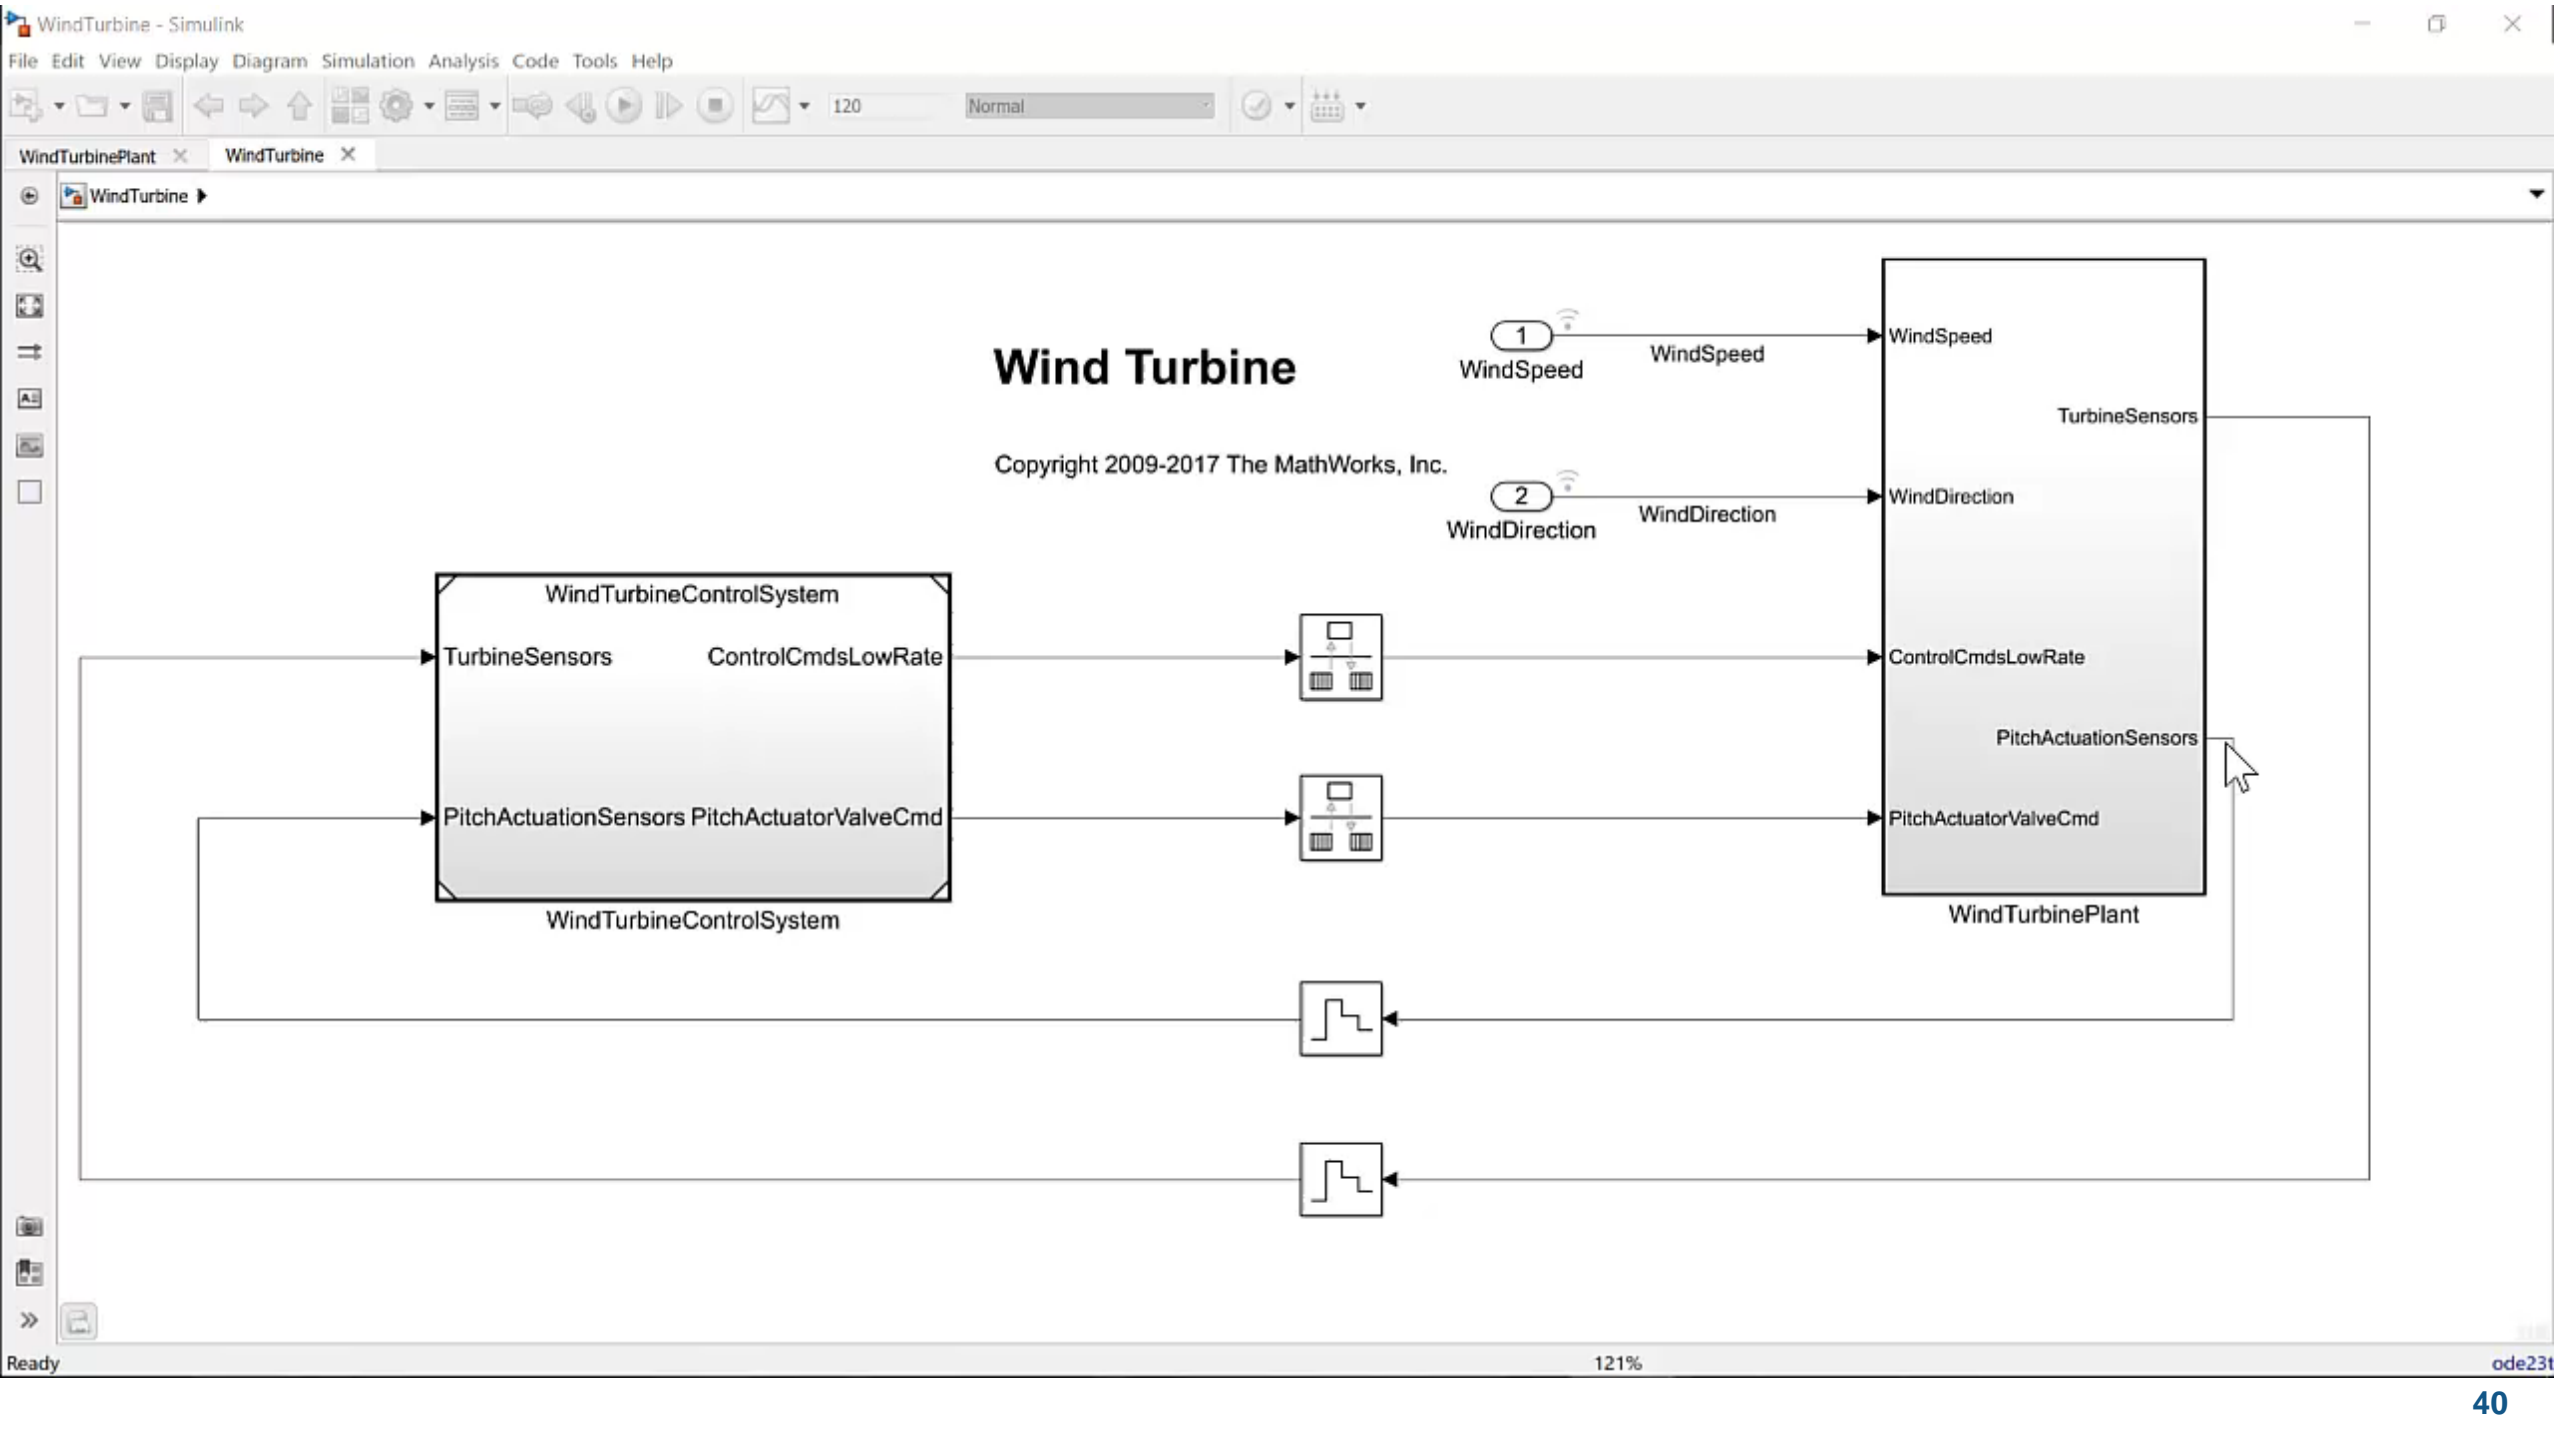 WindTurbine - Simulink
File Edit View Display Diagram Simulation Analysis Code Tools Help
120 Normal
WindTurbinePlant WindTurbine
WindTurbine
1
WindSpeed
WindSpeed
WindSpeed
Wind Turbine
TurbineSensors
Copyright 2009-2017 The MathWorks, Inc.
2
WindDirection
WindDirection
WindDirection
WindTurbineControlSystem
TurbineSensors ControlCmdsLowRate
ControlCmdsLowRate
PitchActuationSensors
PitchActuationSensors PitchActuatorValveCmd
PitchActuatorValveCmd
WindTurbineControlSystem
WindTurbinePlant
Ready 121% ode23t
40